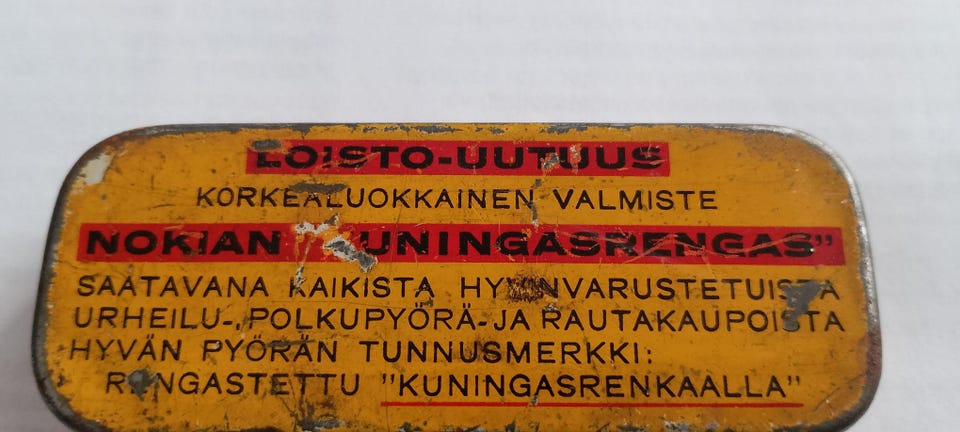 LOISTO-UUTUUS
KORKEALUOKKAINEN VALMISTE
NOKIAN "KUNINGASRENGAS"
SAATAVANA KAIKISTA HYVINVARUSTETUISTA
URHEILU-, POLKUPYÖRÄ- JA RAUTAKAUPOISTA
HYVÄN PYÖRÄN TUNNUSMERKKI:
RENGASTETTU "KUNINGASRENKAALLA"